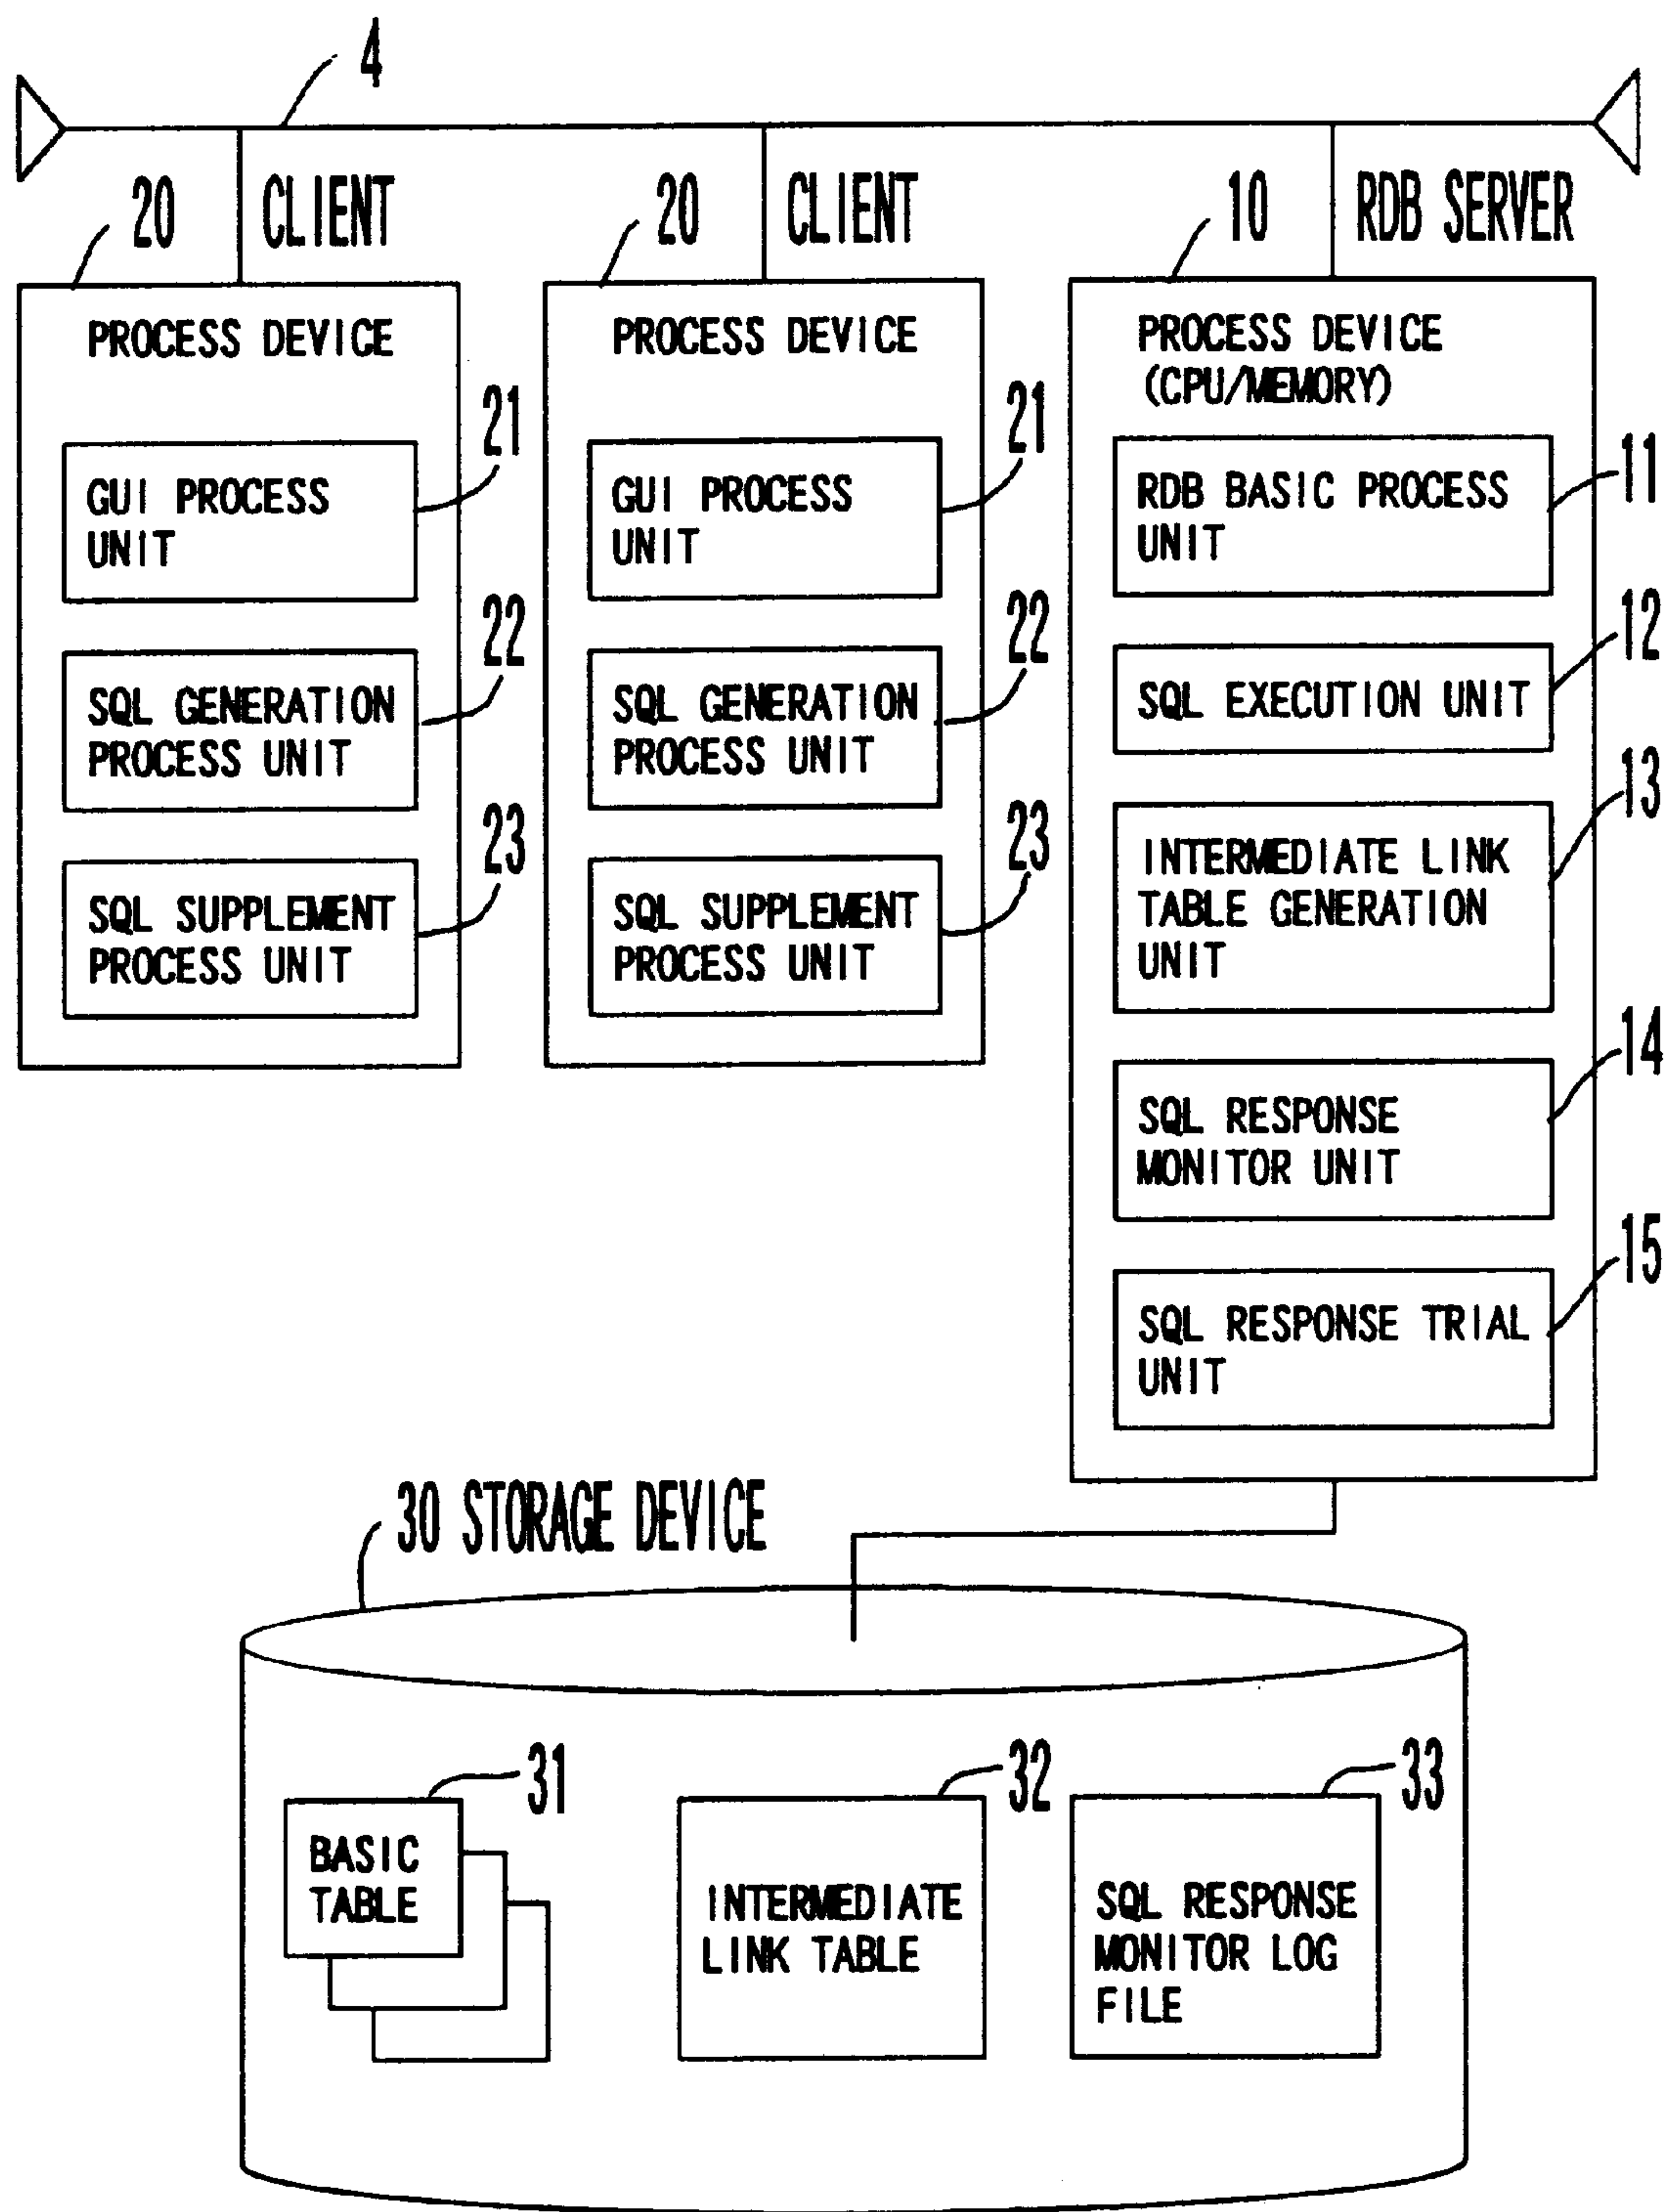 4
20
CLIENT
20
CLIENT
10
RDB SERVER
PROCESS DEVICE
21
GUI PROCESS
UNIT
22
SQL GENERATION
PROCESS UNIT
23
SQL SUPPLEMENT
PROCESS UNIT
PROCESS DEVICE
21
GUI PROCESS
UNIT
22
SQL GENERATION
PROCESS UNIT
23
SQL SUPPLEMENT
PROCESS UNIT
PROCESS DEVICE
(CPU/MEMORY)
11
RDB BASIC PROCESS
UNIT
12
SQL EXECUTION UNIT
13
INTERMEDIATE LINK
TABLE GENERATION
UNIT
14
SQL RESPONSE
MONITOR UNIT
15
SQL RESPONSE TRIAL
UNIT
30 STORAGE DEVICE
31
BASIC
TABLE
32
INTERMEDIATE
LINK TABLE
33
SQL RESPONSE
MONITOR LOG
FILE